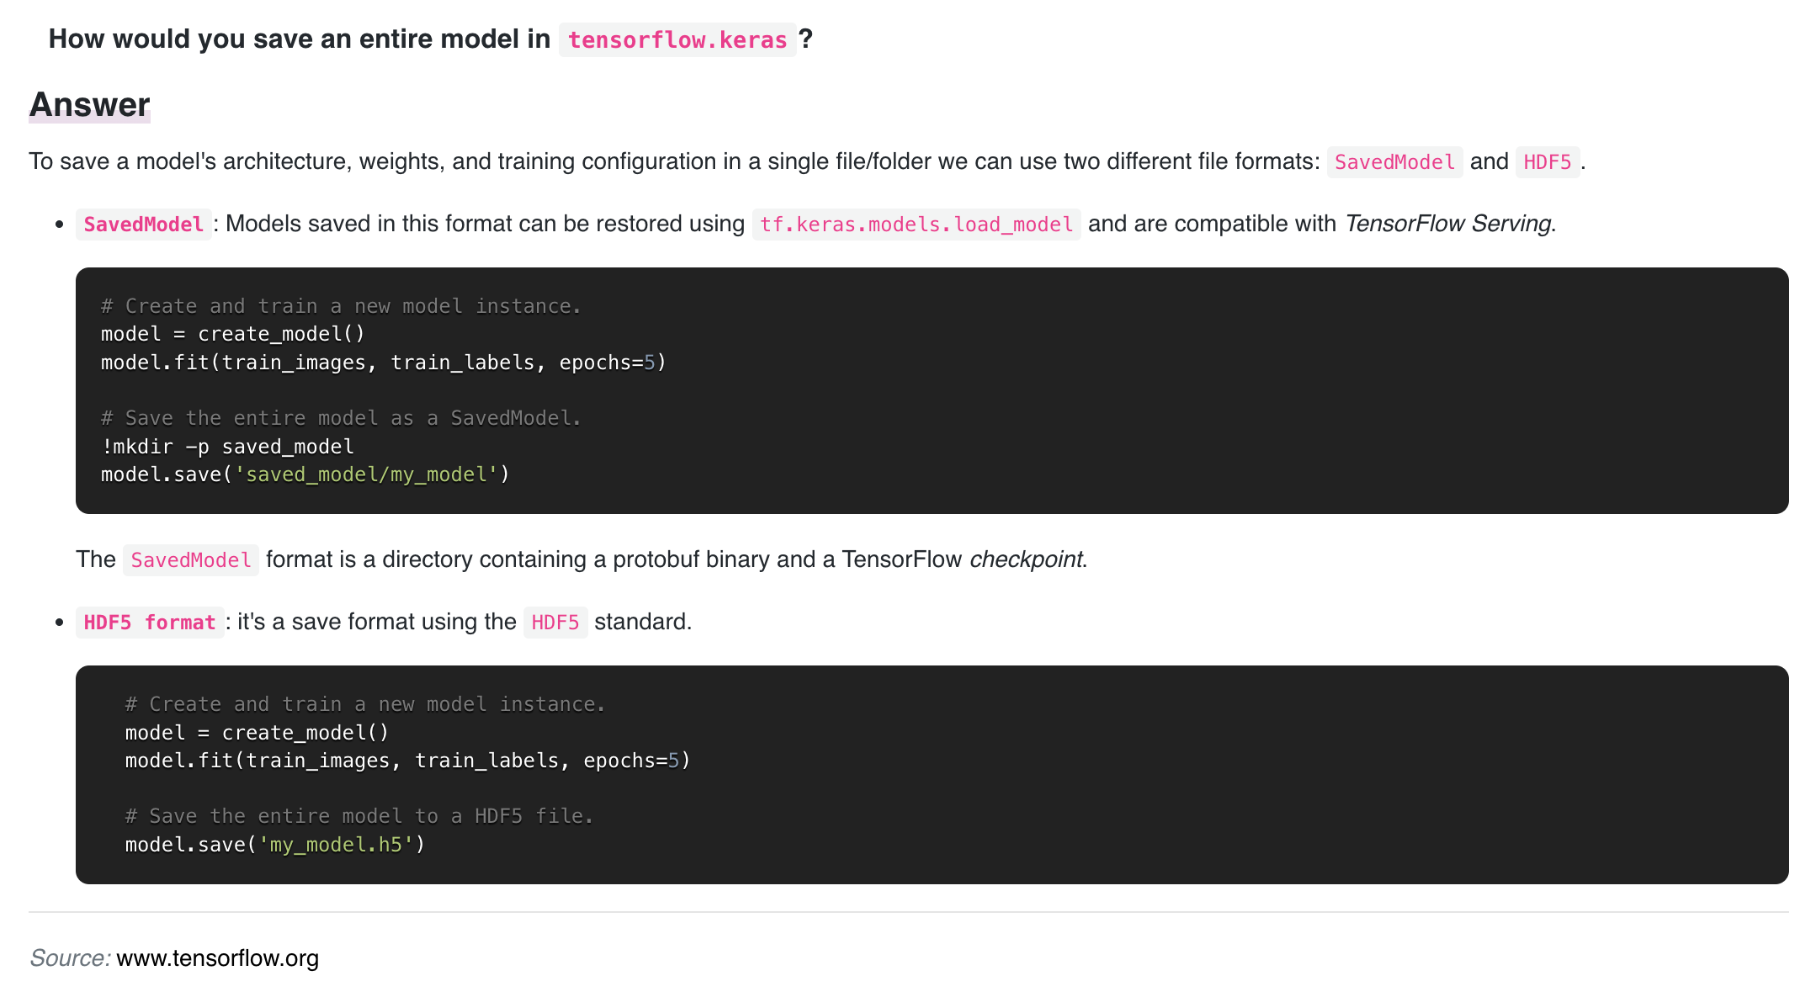 How would you save an entire model in tensorflow.keras ?
Answer
To save a model's architecture, weights, and training configuration in a single file/folder we can use two different file formats: SavedModel and HDF5 .
• SavedModel : Models saved in this format can be restored using tf.keras.models.load_model and are compatible with TensorFlow Serving.
# Create and train a new model instance.
model = create_model()
model.fit(train_images, train_labels, epochs=5)
# Save the entire model as a SavedModel.
!mkdir -p saved_model
model.save('saved_model/my_model')
The SavedModel format is a directory containing a protobuf binary and a TensorFlow checkpoint.
• HDF5 format : it's a save format using the HDF5 standard.
# Create and train a new model instance.
model = create_model()
model.fit(train_images, train_labels, epochs=5)
# Save the entire model to a HDF5 file.
model.save('my_model.h5')
Source: www.tensorflow.org